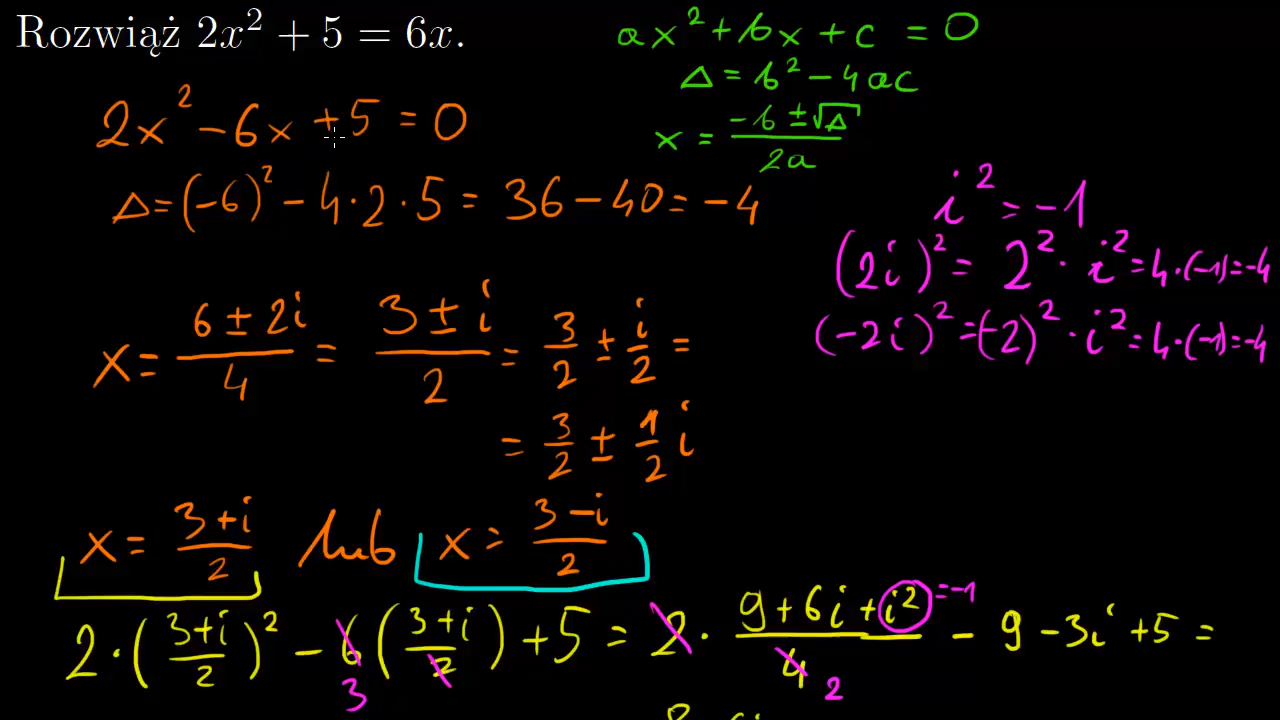 Rozwiąż 2x² + 5 = 6x.
ax² + bx + c = 0
Δ = b² − 4ac
x = (−b ± √Δ)/(2a)
2x² − 6x + 5 = 0
Δ = (−6)² − 4·2·5 = 36 − 40 = −4
i² = −1
(2i)² = 2² · i² = 4·(−1) = −4
(−2i)² = (−2)² · i² = 4·(−1) = −4
x = (6 ± 2i)/4 = (3 ± i)/2 = 3/2 ± i/2 =
= 3/2 ± 1/2 i
x = (3+i)/2 lub x = (3−i)/2
2·((3+i)/2)² − 6((3+i)/2) + 5 = 2 · (9 + 6i + i²)/4 − 9 − 3i + 5 =
= −1
3
2